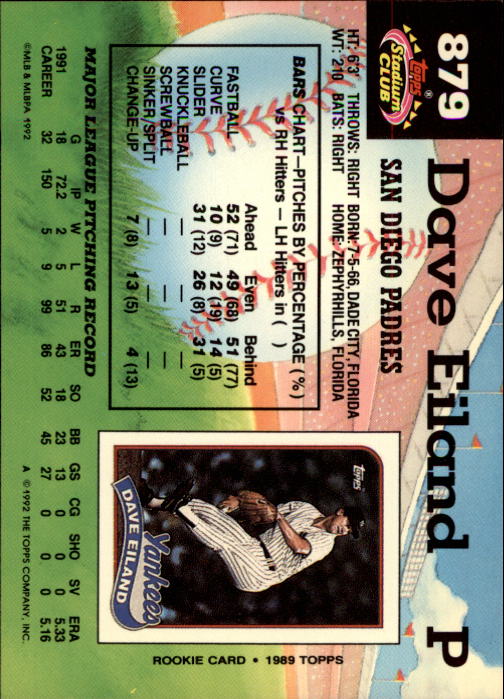 879
Topps®
Stadium
CLUB
Dave Eiland P
SAN DIEGO PADRES
HT: 6'3" THROWS: RIGHT BORN: 7-5-66, DADE CITY, FLORIDA
WT: 210 BATS: RIGHT HOME: ZEPHYRHILLS, FLORIDA
BARS CHART—PITCHES BY PERCENTAGE (%)
vs RH Hitters — LH Hitters in ( )
Ahead Even Behind
FASTBALL 52 (71) 49 (68) 51 (77)
CURVE 10 (9) 12 (19) 14 (5)
SLIDER 31 (12) 26 (8) 31 (5)
KNUCKLEBALL — — —
SCREWBALL — — —
SINKER/SPLIT — — —
CHANGE-UP 7 (8) 13 (5) 4 (13)
MAJOR LEAGUE PITCHING RECORD
G IP W L R ER SO BB GS CG SHO SV ERA
1991 18 72.2 2 5 51 43 18 23 13 0 0 0 5.33
CAREER 32 150 5 9 99 86 52 45 27 0 0 0 5.16
©MLB & MLBPA 1992
A ©1992 THE TOPPS COMPANY, INC.
Topps
Yankees
DAVE EILAND
ROOKIE CARD • 1989 TOPPS